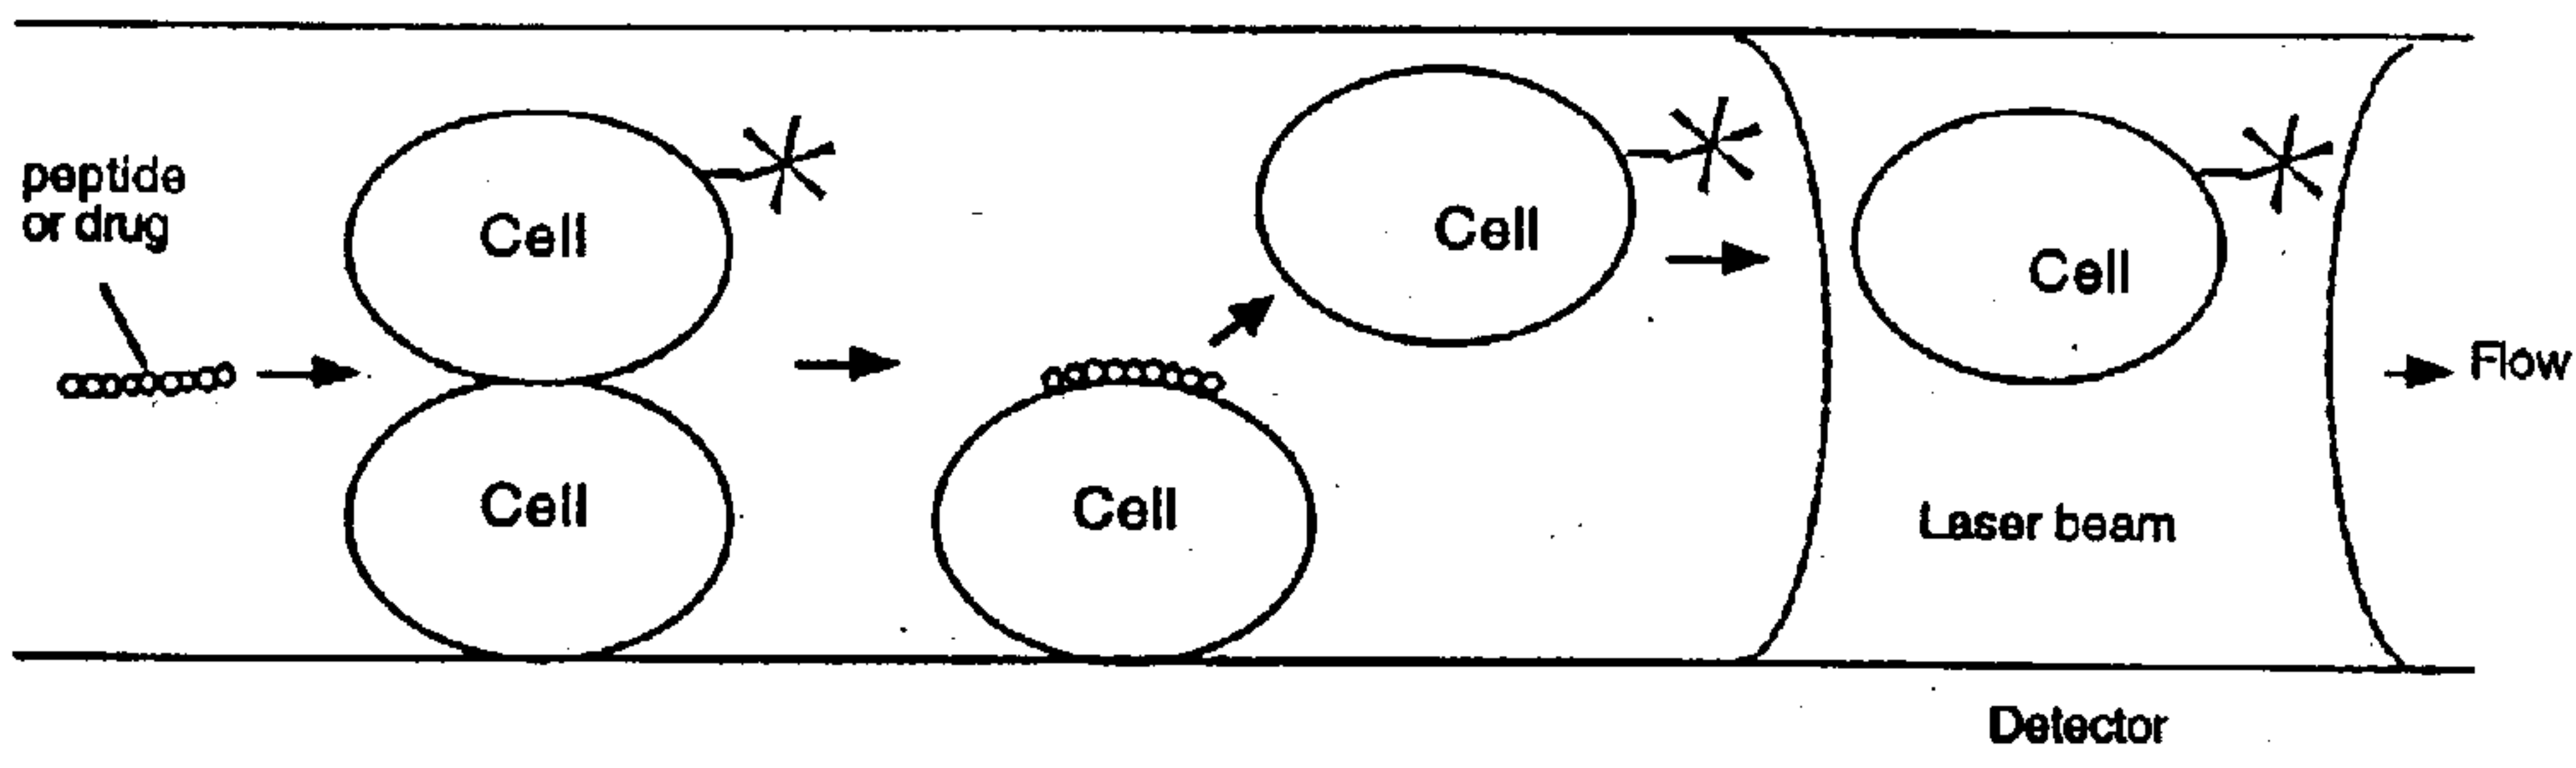 peptide
or drug
Cell
Cell
Cell
Cell
Cell
Laser beam
Flow
Detector